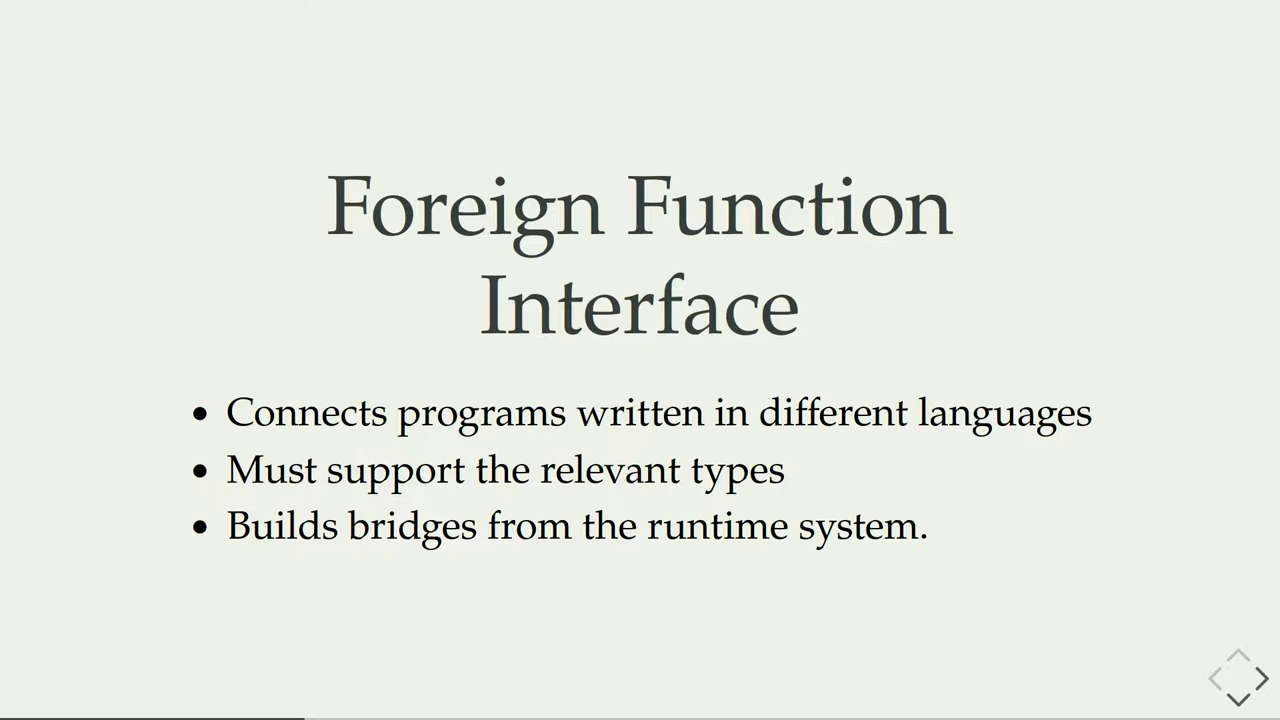 Foreign Function
Interface
• Connects programs written in different languages
• Must support the relevant types
• Builds bridges from the runtime system.